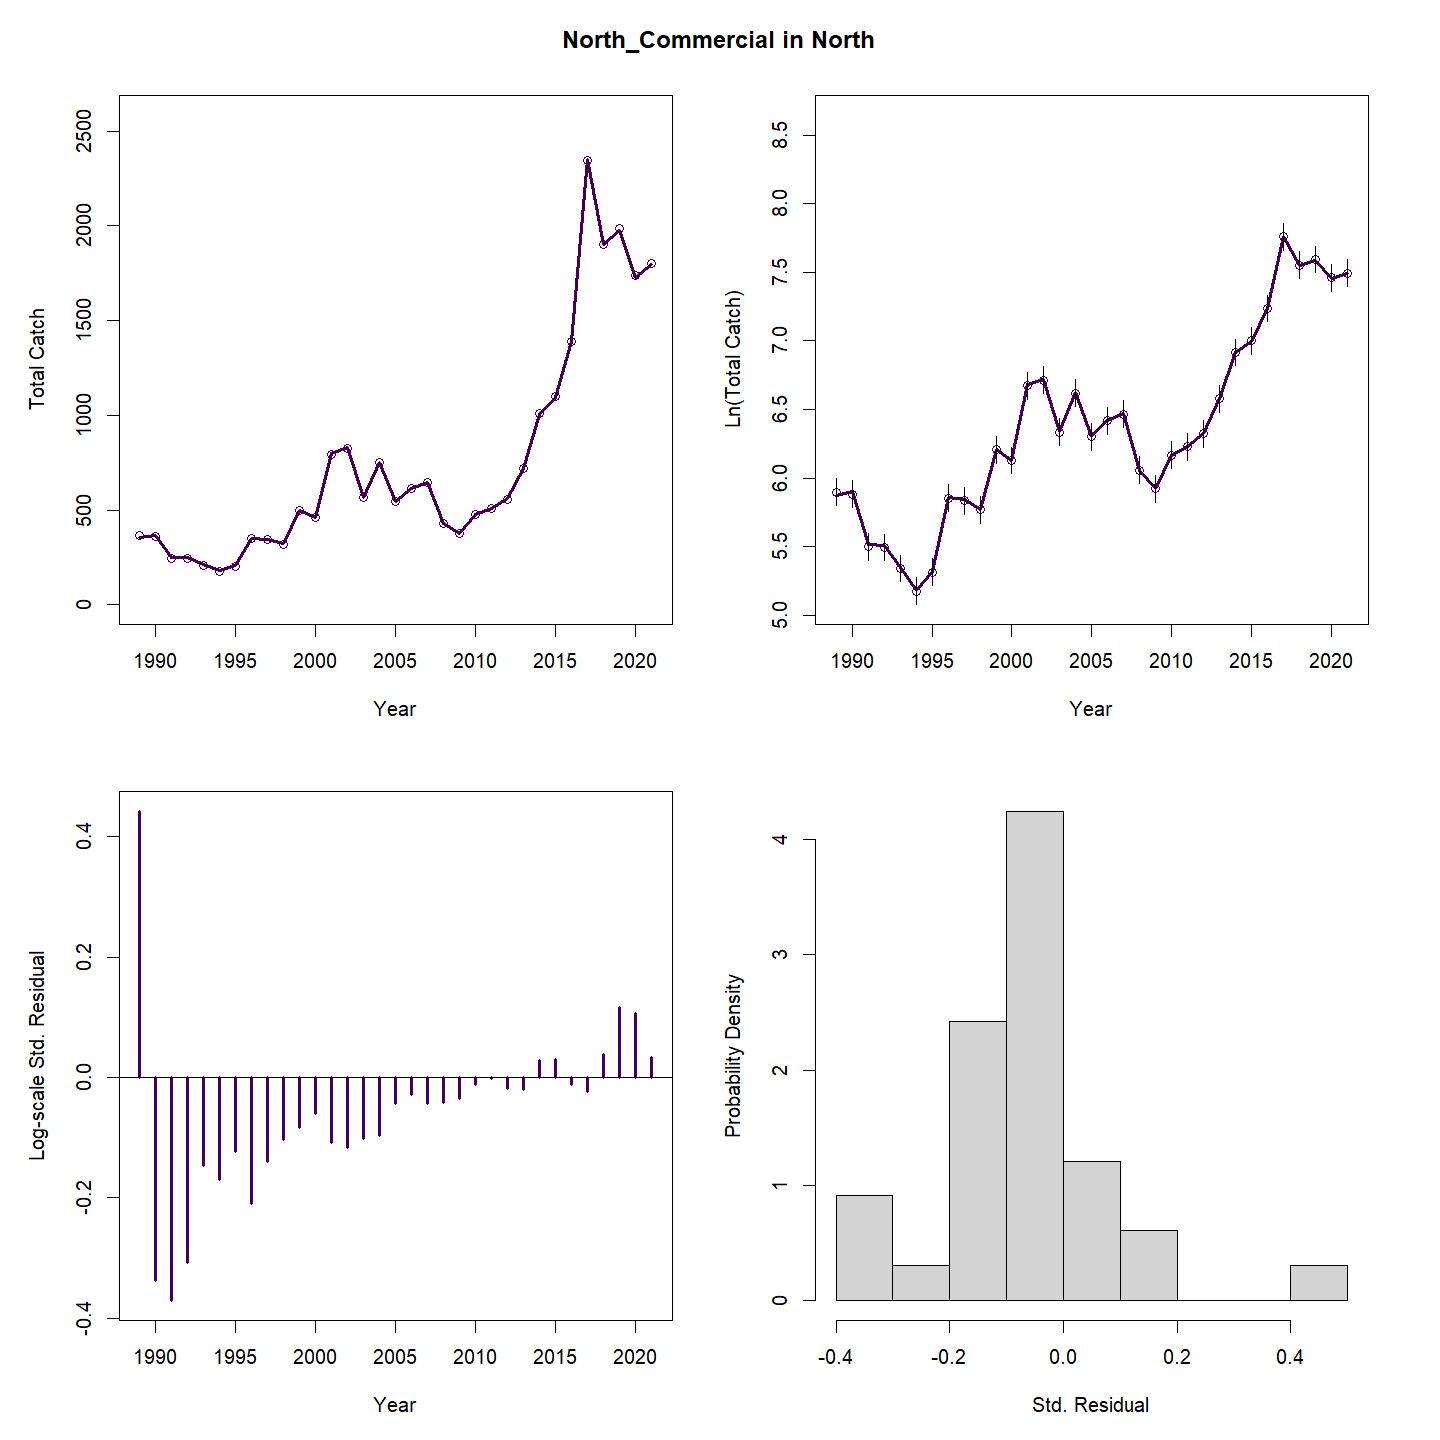 North_Commercial in North
Total Catch
0 500 1000 1500 2000 2500
1990 1995 2000 2005 2010 2015 2020
Year
Ln(Total Catch)
5.0 5.5 6.0 6.5 7.0 7.5 8.0 8.5
1990 1995 2000 2005 2010 2015 2020
Year
Log-scale Std. Residual
-0.4 -0.2 0.0 0.2 0.4
1990 1995 2000 2005 2010 2015 2020
Year
Probability Density
0 1 2 3 4
-0.4 -0.2 0.0 0.2 0.4
Std. Residual